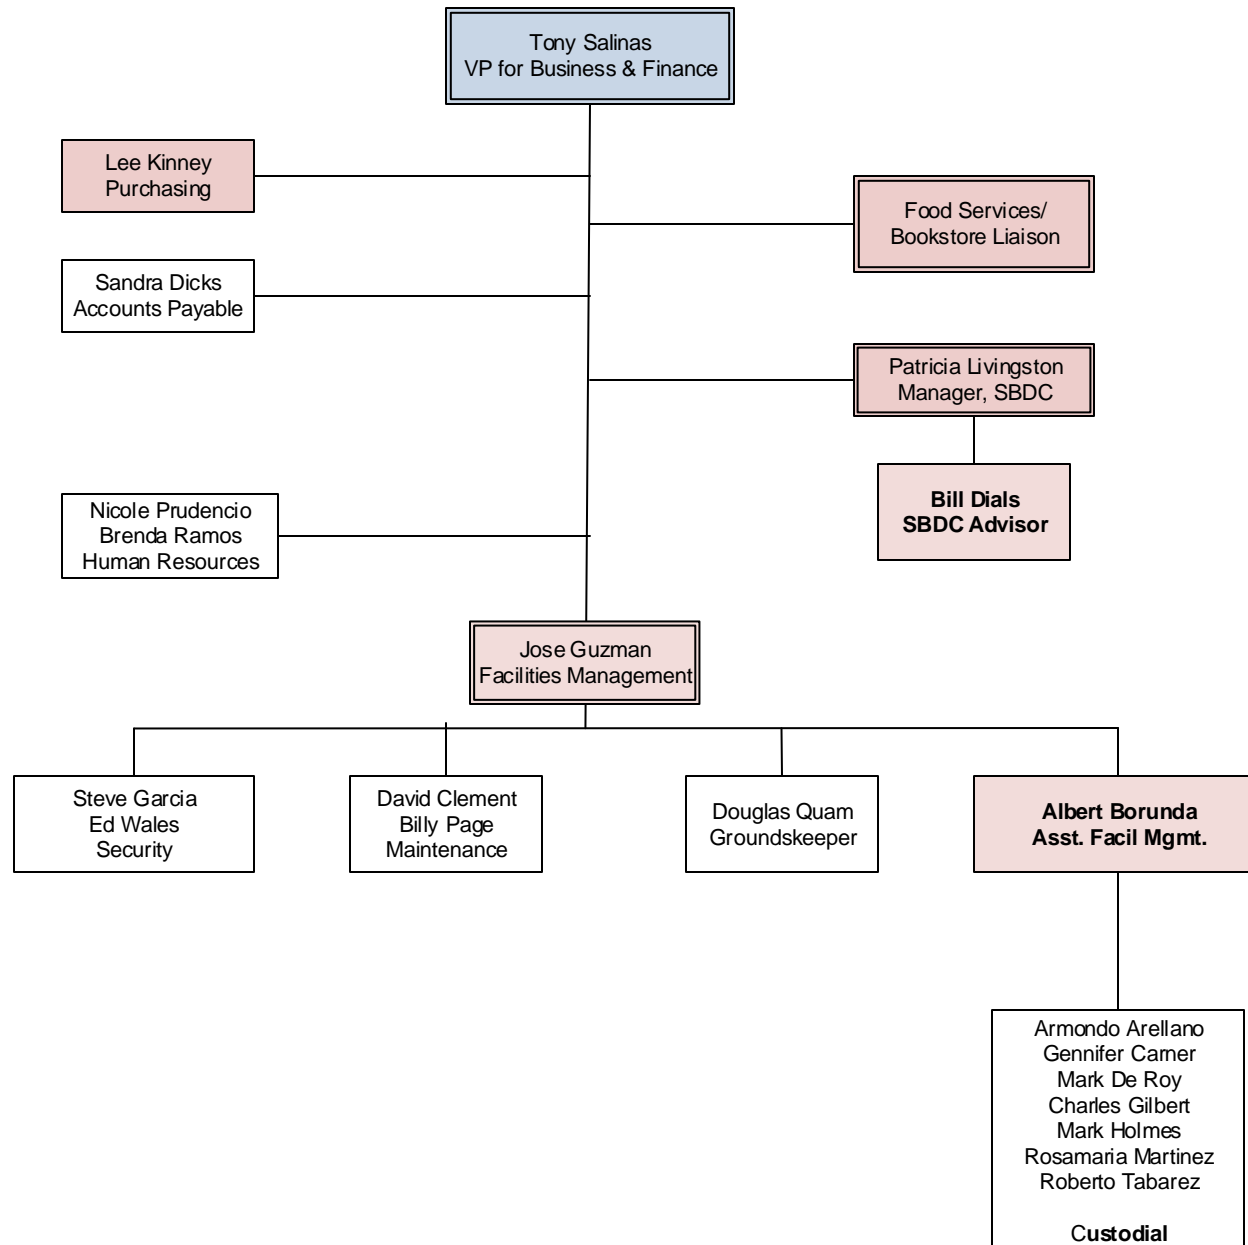 Tony Salinas
VP for Business & Finance
Lee Kinney
Purchasing
Food Services/
Bookstore Liaison
Sandra Dicks
Accounts Payable
Patricia Livingston
Manager, SBDC
Bill Dials
SBDC Advisor
Nicole Prudencio
Brenda Ramos
Human Resources
Jose Guzman
Facilities Management
Steve Garcia
Ed Wales
Security
David Clement
Billy Page
Maintenance
Douglas Quam
Groundskeeper
Albert Borunda
Asst. Facil Mgmt.
Armondo Arellano
Gennifer Carner
Mark De Roy
Charles Gilbert
Mark Holmes
Rosamaria Martinez
Roberto Tabarez
Custodial